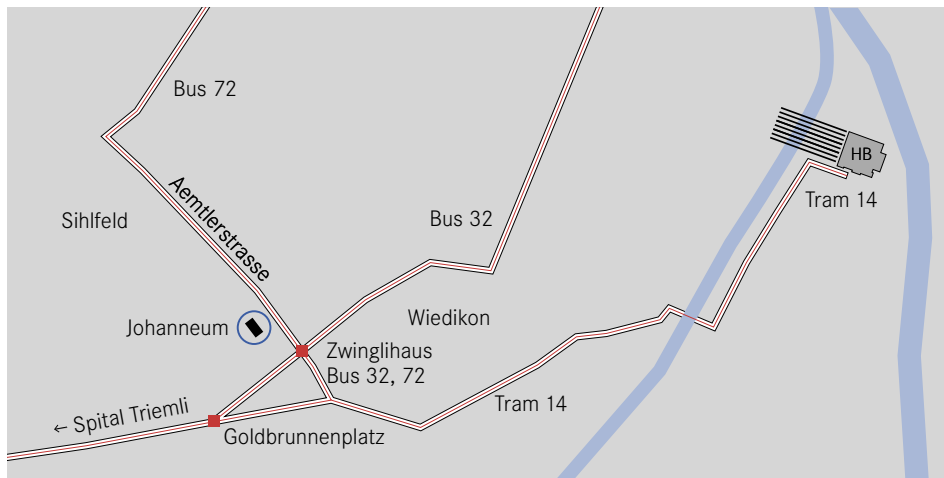 Bus 72
HB
Aemtlerstrasse
Tram 14
Sihlfeld
Bus 32
Johanneum
Wiedikon
Zwinglihaus
Bus 32, 72
← Spital Triemli
Tram 14
Goldbrunnenplatz